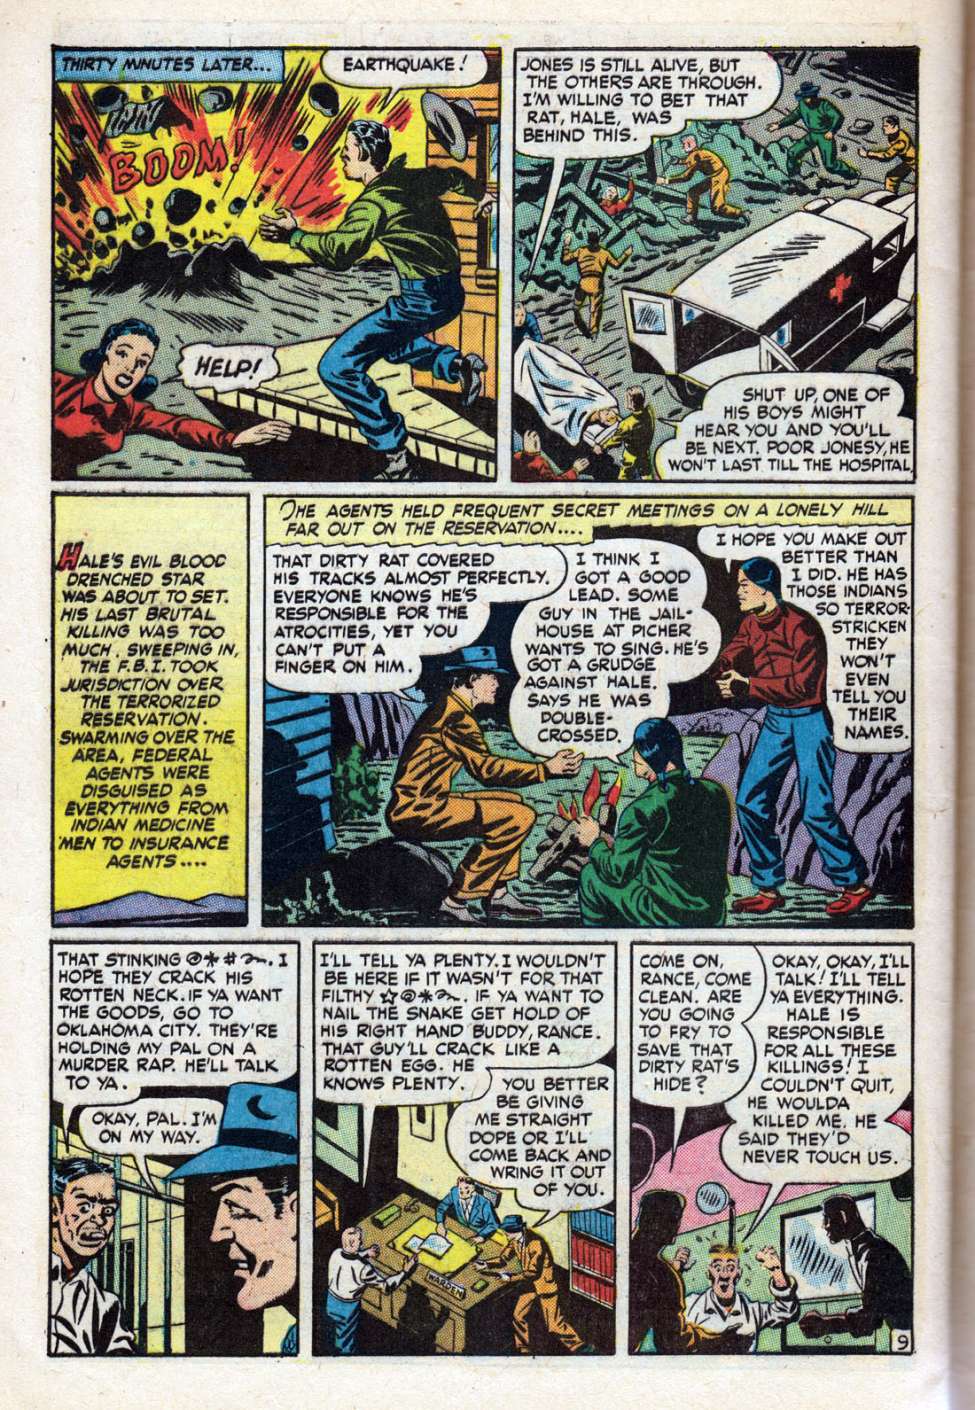 THIRTY MINUTES LATER...
EARTHQUAKE!
BOOM!
HELP!
JONES IS STILL ALIVE, BUT
THE OTHERS ARE THROUGH.
I'M WILLING TO BET THAT
RAT, HALE, WAS
BEHIND THIS.
SHUT UP, ONE OF
HIS BOYS MIGHT
HEAR YOU AND YOU'LL
BE NEXT. POOR JONESY, HE
WON'T LAST TILL THE HOSPITAL.
HALE'S EVIL BLOOD
DRENCHED STAR
WAS ABOUT TO SET.
HIS LAST BRUTAL
KILLING WAS TOO
MUCH. SWEEPING IN,
THE F.B.I. TOOK
JURISDICTION OVER
THE TERRORIZED
RESERVATION.
SWARMING OVER THE
AREA, FEDERAL
AGENTS WERE
DISGUISED AS
EVERYTHING FROM
INDIAN MEDICINE
MEN TO INSURANCE
AGENTS....
THE AGENTS HELD FREQUENT SECRET MEETINGS ON A LONELY HILL
FAR OUT ON THE RESERVATION....
THAT DIRTY RAT COVERED
HIS TRACKS ALMOST PERFECTLY.
EVERYONE KNOWS HE'S
RESPONSIBLE FOR THE
ATROCITIES, YET YOU
CAN'T PUT A
FINGER ON HIM.
I THINK I
GOT A GOOD
LEAD. SOME
GUY IN THE JAIL-
HOUSE AT PICHER
WANTS TO SING. HE'S
GOT A GRUDGE
AGAINST HALE.
SAYS HE WAS
DOUBLE-
CROSSED.
I HOPE YOU MAKE OUT
BETTER THAN
I DID. HE HAS
THOSE INDIANS
SO TERROR-
STRICKEN
THEY
WON'T
EVEN
TELL YOU
THEIR
NAMES.
THAT STINKING @*#~. I
HOPE THEY CRACK HIS
ROTTEN NECK. IF YA WANT
THE GOODS, GO TO
OKLAHOMA CITY. THEY'RE
HOLDING MY PAL ON A
MURDER RAP. HE'LL TALK
TO YA.
OKAY, PAL. I'M
ON MY WAY.
I'LL TELL YA PLENTY. I WOULDN'T
BE HERE IF IT WASN'T FOR THAT
FILTHY ☆@*~. IF YA WANT TO
NAIL THE SNAKE GET HOLD OF
HIS RIGHT HAND BUDDY, RANCE.
THAT GUY'LL CRACK LIKE A
ROTTEN EGG. HE
KNOWS PLENTY.
YOU BETTER
BE GIVING
ME STRAIGHT
DOPE OR I'LL
COME BACK AND
WRING IT OUT
OF YOU.
WARDEN
COME ON,
RANCE, COME
CLEAN. ARE
YOU GOING
TO FRY TO
SAVE THAT
DIRTY RAT'S
HIDE?
OKAY, OKAY, I'LL
TALK! I'LL TELL
YA EVERYTHING.
HALE IS
RESPONSIBLE
FOR ALL THESE
KILLINGS! I
COULDN'T QUIT,
HE WOULDA
KILLED ME. HE
SAID THEY'D
NEVER TOUCH US.
9